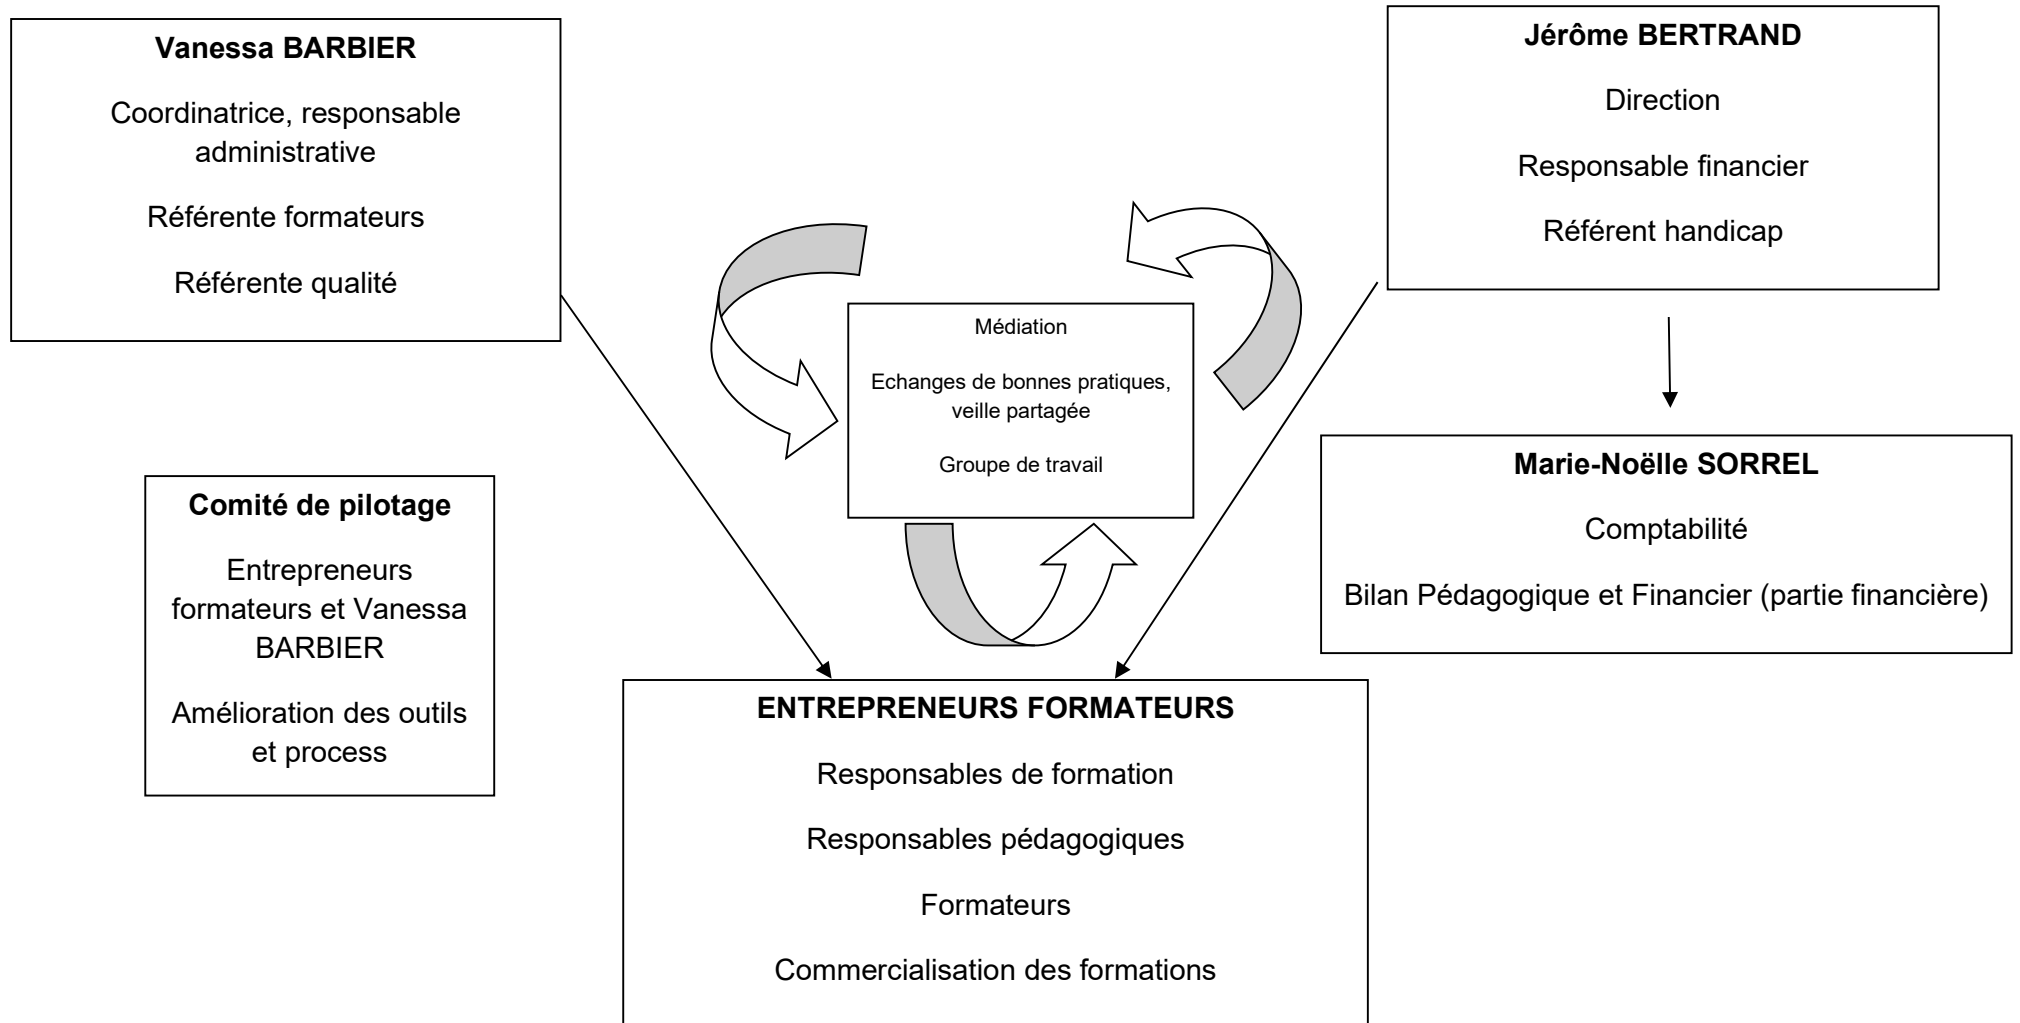 Vanessa BARBIER
Coordinatrice, responsable
administrative
Référente formateurs
Référente qualité
Jérôme BERTRAND
Direction
Responsable financier
Référent handicap
Médiation
Echanges de bonnes pratiques,
veille partagée
Groupe de travail
Marie-Noëlle SORREL
Comptabilité
Bilan Pédagogique et Financier (partie financière)
Comité de pilotage
Entrepreneurs
formateurs et Vanessa
BARBIER
Amélioration des outils
et process
ENTREPRENEURS FORMATEURS
Responsables de formation
Responsables pédagogiques
Formateurs
Commercialisation des formations